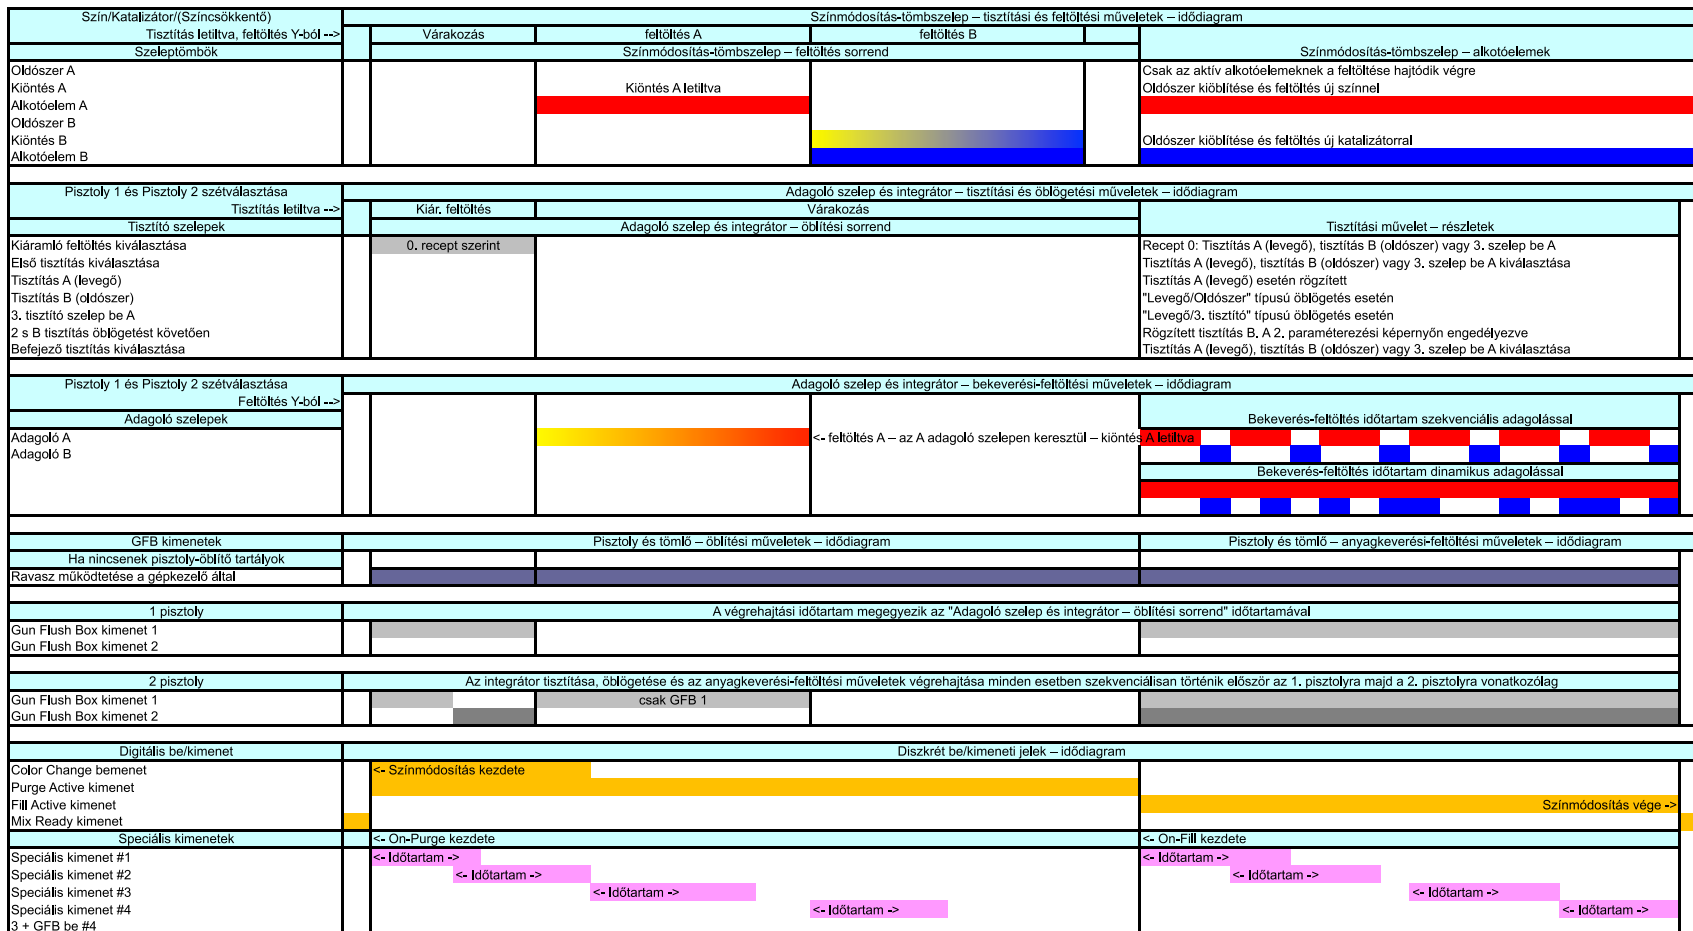 Szín/Katalizátor/(Színcsökkentő)
Színmódosítás-tömbszelep – tisztítási és feltöltési műveletek – idődiagram
Tisztítás letiltva, feltöltés Y-ból -->
Várakozás
feltöltés A
feltöltés B
Szeleptömbök
Színmódosítás-tömbszelep – feltöltés sorrend
Színmódosítás-tömbszelep – alkotóelemek
Oldószer A
Csak az aktív alkotóelemeknek a feltöltése hajtódik végre
Kiöntés A
Kiöntés A letiltva
Oldószer kiöblítése és feltöltés új színnel
Alkotóelem A
Oldószer B
Kiöntés B
Oldószer kiöblítése és feltöltés új katalizátorral
Alkotóelem B
Pisztoly 1 és Pisztoly 2 szétválasztása
Adagoló szelep és integrátor – tisztítási és öblögetési műveletek – idődiagram
Tisztítás letiltva -->
Kiár. feltöltés
Várakozás
Tisztító szelepek
Adagoló szelep és integrátor – öblítési sorrend
Tisztítási művelet – részletek
Kiáramló feltöltés kiválasztása
0. recept szerint
Recept 0: Tisztítás A (levegő), tisztítás B (oldószer) vagy 3. szelep be A
Első tisztítás kiválasztása
Tisztítás A (levegő), tisztítás B (oldószer) vagy 3. szelep be A kiválasztása
Tisztítás A (levegő)
Tisztítás A (levegő) esetén rögzített
Tisztítás B (oldószer)
"Levegő/Oldószer" típusú öblögetés esetén
3. tisztító szelep be A
"Levegő/3. tisztító" típusú öblögetés esetén
2 s B tisztítás öblögetést követően
Rögzített tisztítás B. A 2. paraméterezési képernyőn engedélyezve
Befejező tisztítás kiválasztása
Tisztítás A (levegő), tisztítás B (oldószer) vagy 3. szelep be A kiválasztása
Pisztoly 1 és Pisztoly 2 szétválasztása
Adagoló szelep és integrátor – bekeverési-feltöltési műveletek – idődiagram
Feltöltés Y-ból -->
Adagoló szelepek
Bekeverés-feltöltés időtartam szekvenciális adagolással
Adagoló A
<- feltöltés A – az A adagoló szelepen keresztül – kiöntés A letiltva
Adagoló B
Bekeverés-feltöltés időtartam dinamikus adagolással
GFB kimenetek
Pisztoly és tömlő – öblítési műveletek – idődiagram
Pisztoly és tömlő – anyagkeverési-feltöltési műveletek – idődiagram
Ha nincsenek pisztoly-öblítő tartályok
Ravasz működtetése a gépkezelő által
1 pisztoly
A végrehajtási időtartam megegyezik az "Adagoló szelep és integrátor – öblítési sorrend" időtartamával
Gun Flush Box kimenet 1
Gun Flush Box kimenet 2
2 pisztoly
Az integrátor tisztítása, öblögetése és az anyagkeverési-feltöltési műveletek végrehajtása minden esetben szekvenciálisan történik először az 1. pisztolyra majd a 2. pisztolyra vonatkozólag
Gun Flush Box kimenet 1
csak GFB 1
Gun Flush Box kimenet 2
Digitális be/kimenet
Diszkrét be/kimeneti jelek – idődiagram
Color Change bemenet
<- Színmódosítás kezdete
Purge Active kimenet
Fill Active kimenet
Színmódosítás vége ->
Mix Ready kimenet
Speciális kimenetek
<- On-Purge kezdete
<- On-Fill kezdete
Speciális kimenet #1
<- Időtartam ->
<- Időtartam ->
Speciális kimenet #2
<- Időtartam ->
<- Időtartam ->
Speciális kimenet #3
<- Időtartam ->
<- Időtartam ->
Speciális kimenet #4
<- Időtartam ->
<- Időtartam ->
3 + GFB be #4